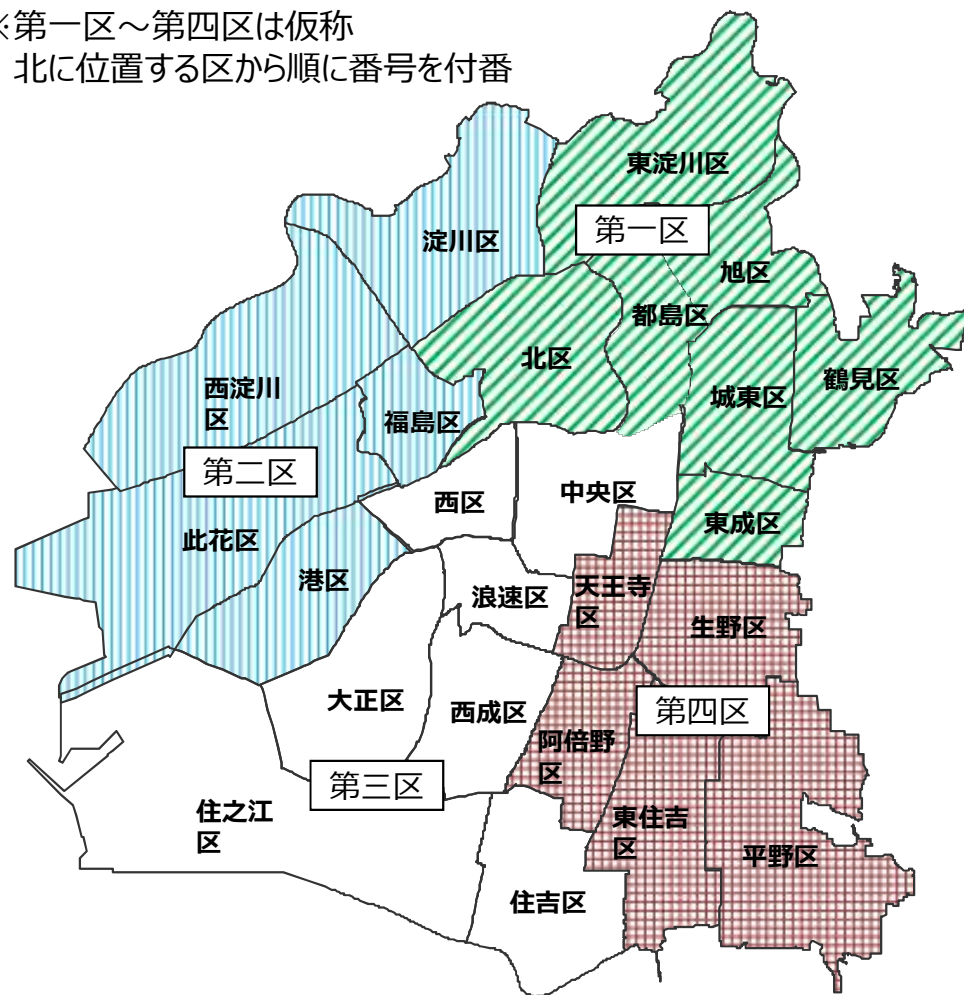 ※第一区～第四区は仮称
北に位置する区から順に番号を付番
東淀川区
第一区
淀川区
旭区
都島区
北区
鶴見区
西淀川
区
城東区
福島区
第二区
中央区
西区
東成区
此花区
港区
浪速区
天王寺
区
生野区
大正区
西成区
第四区
阿倍野
区
第三区
住之江
区
東住吉
区
平野区
住吉区